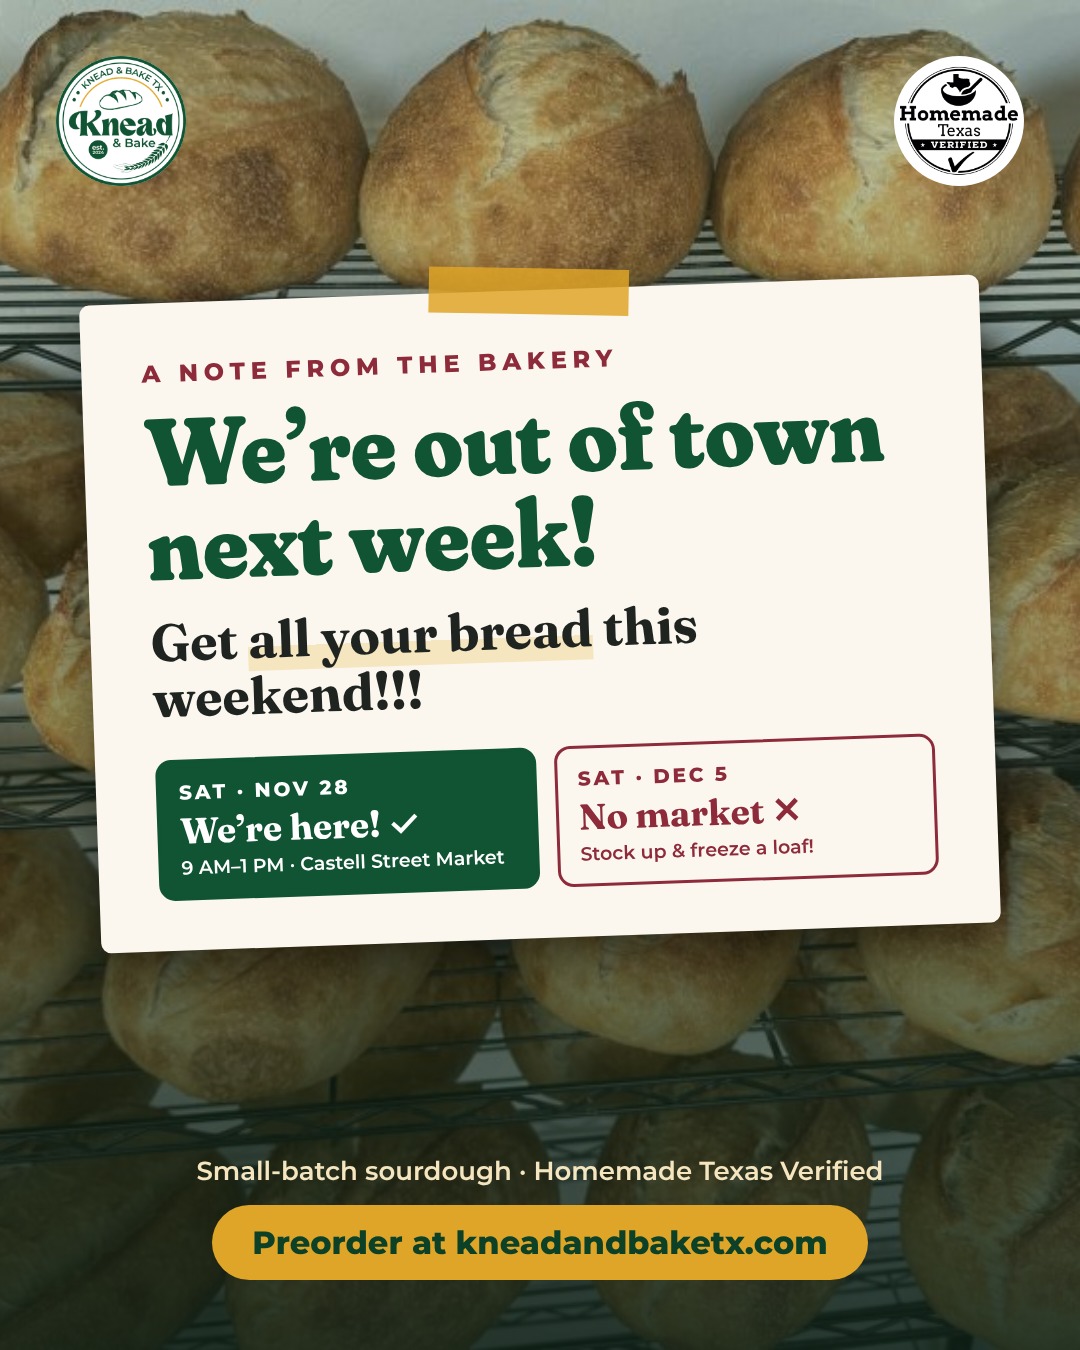 KNEAD & BAKE TX
Knead
& Bake
est.
2024
Homemade
Texas
VERIFIED
A NOTE FROM THE BAKERY
We’re out of town
next week!
Get all your bread this
weekend!!!
SAT · NOV 28
We’re here! ✓
9 AM–1 PM · Castell Street Market
SAT · DEC 5
No market ✕
Stock up & freeze a loaf!
Small-batch sourdough · Homemade Texas Verified
Preorder at kneadandbaketx.com